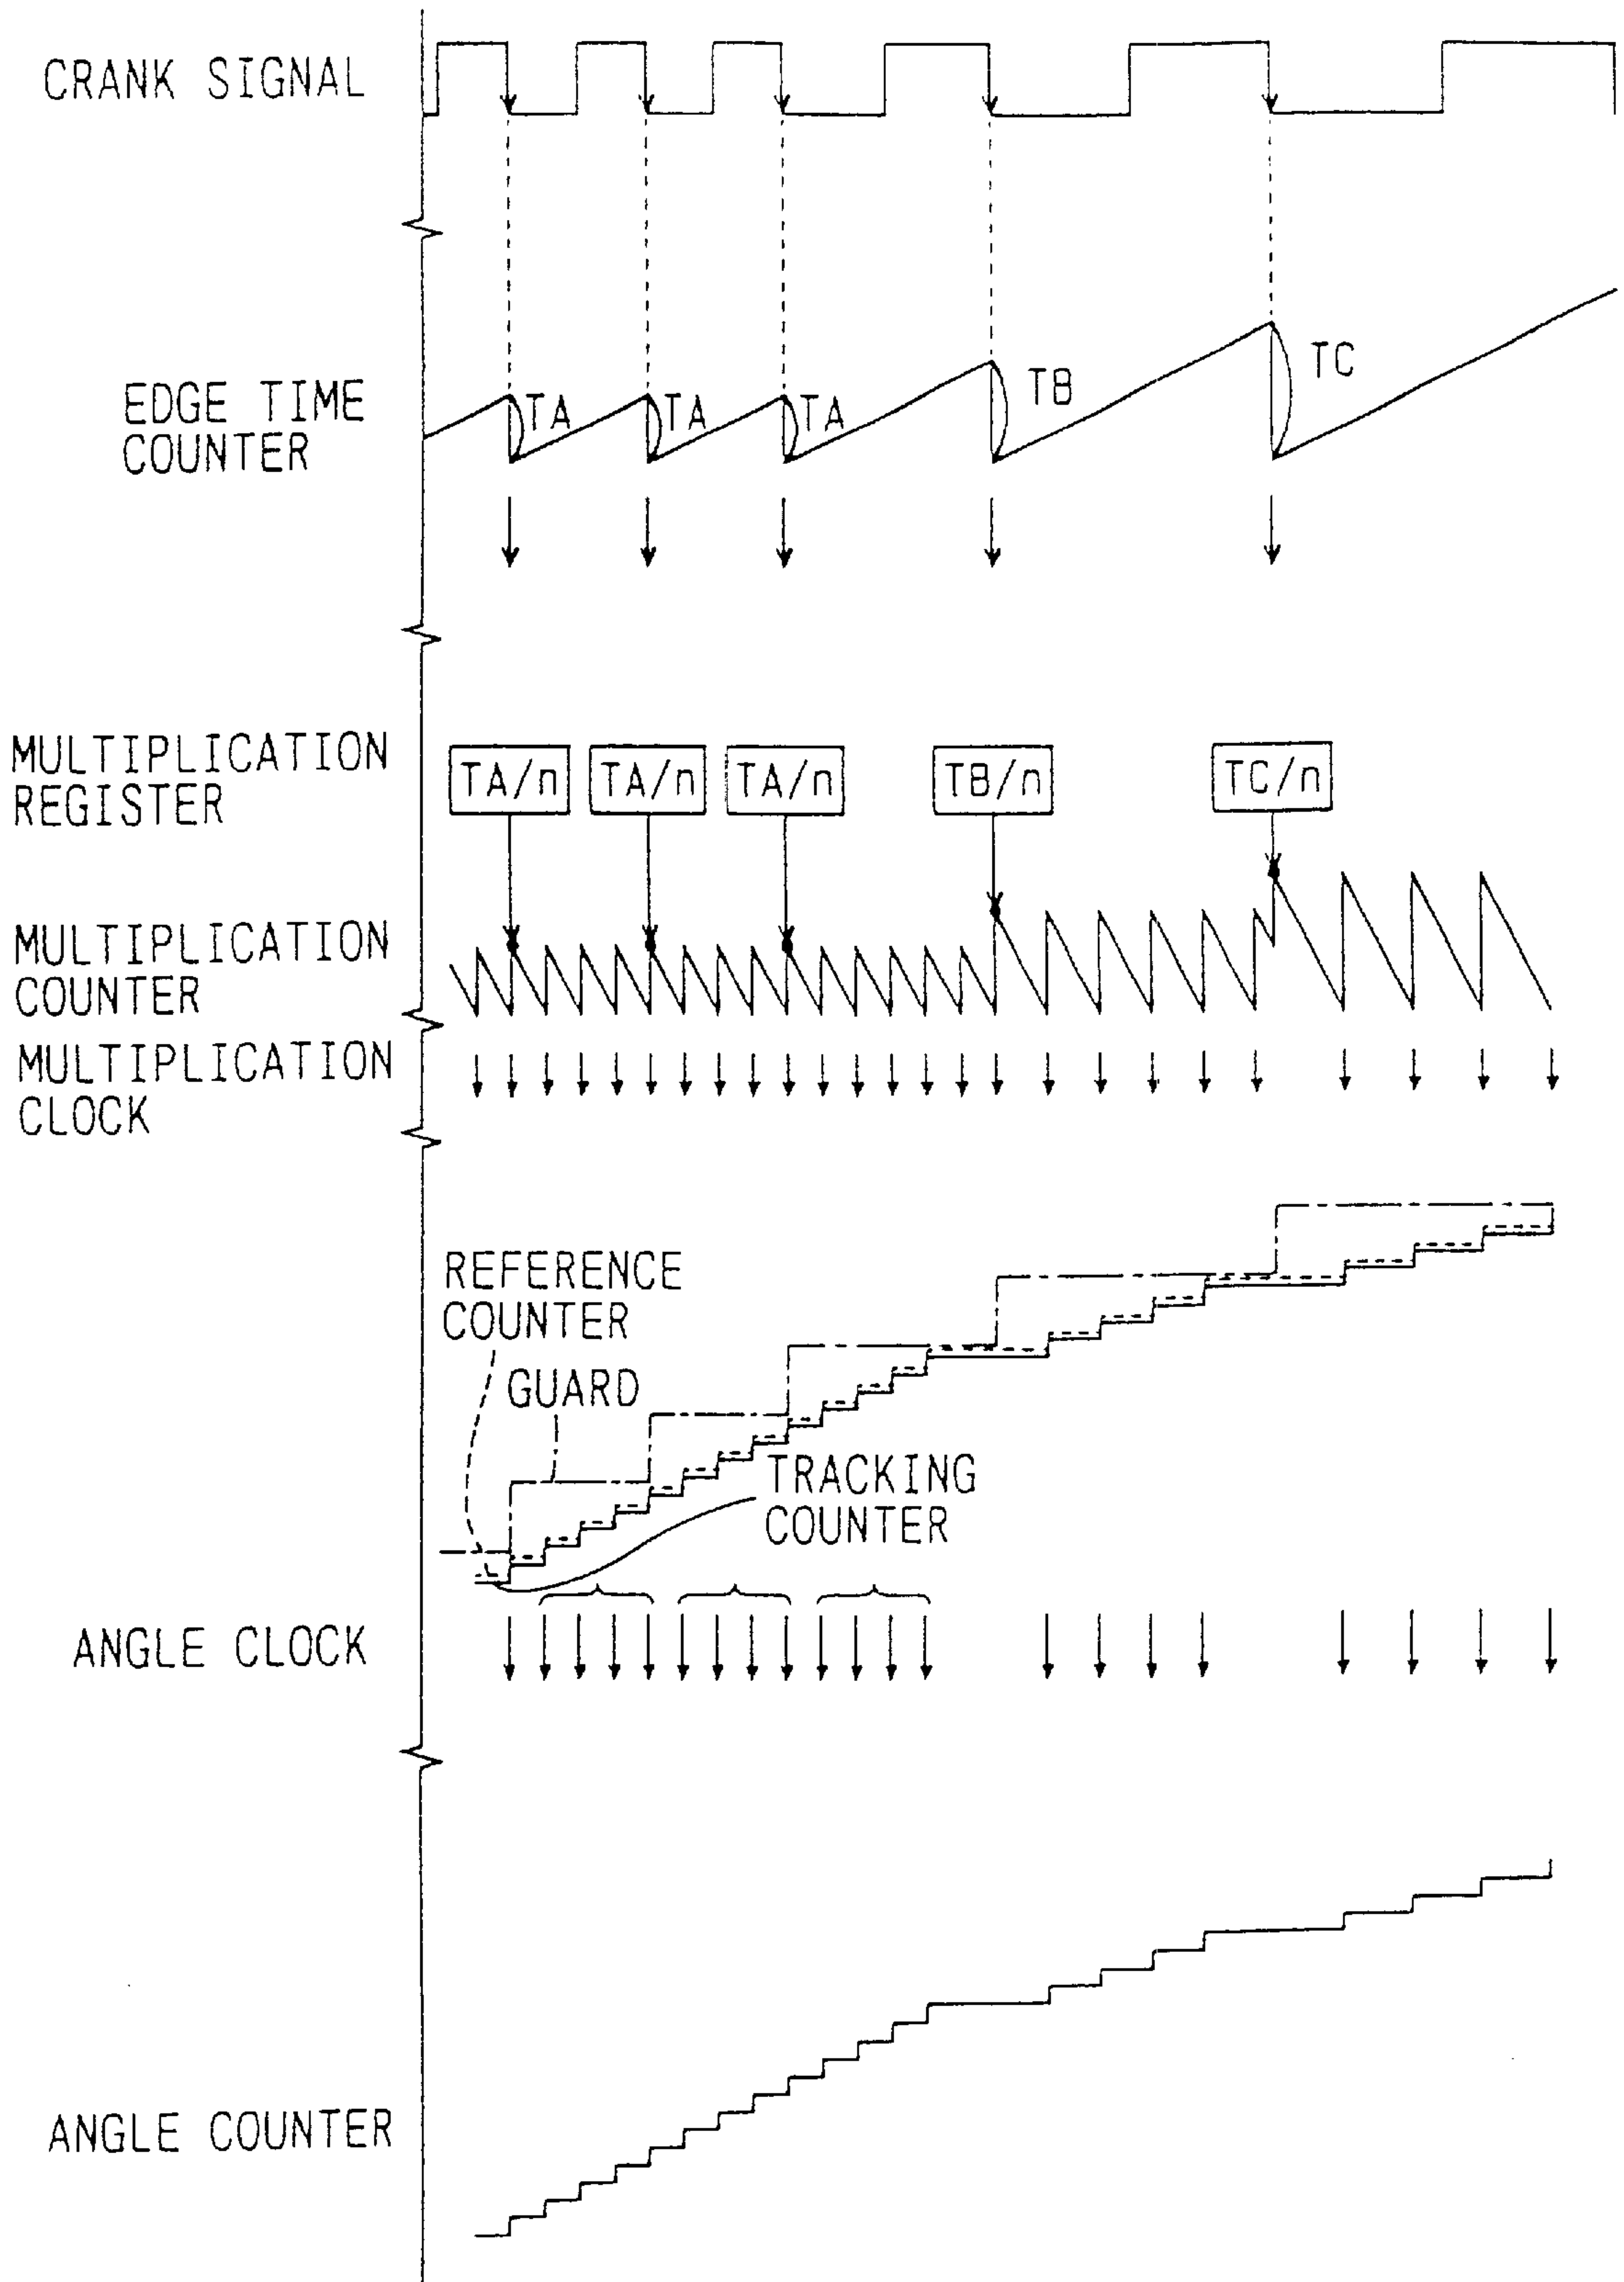 CRANK SIGNAL
EDGE TIME
COUNTER
TA
TA
TA
TB
TC
MULTIPLICATION
REGISTER
TA/n
TA/n
TA/n
TB/n
TC/n
MULTIPLICATION
COUNTER
MULTIPLICATION
CLOCK
REFERENCE
COUNTER
GUARD
TRACKING
COUNTER
ANGLE CLOCK
ANGLE COUNTER